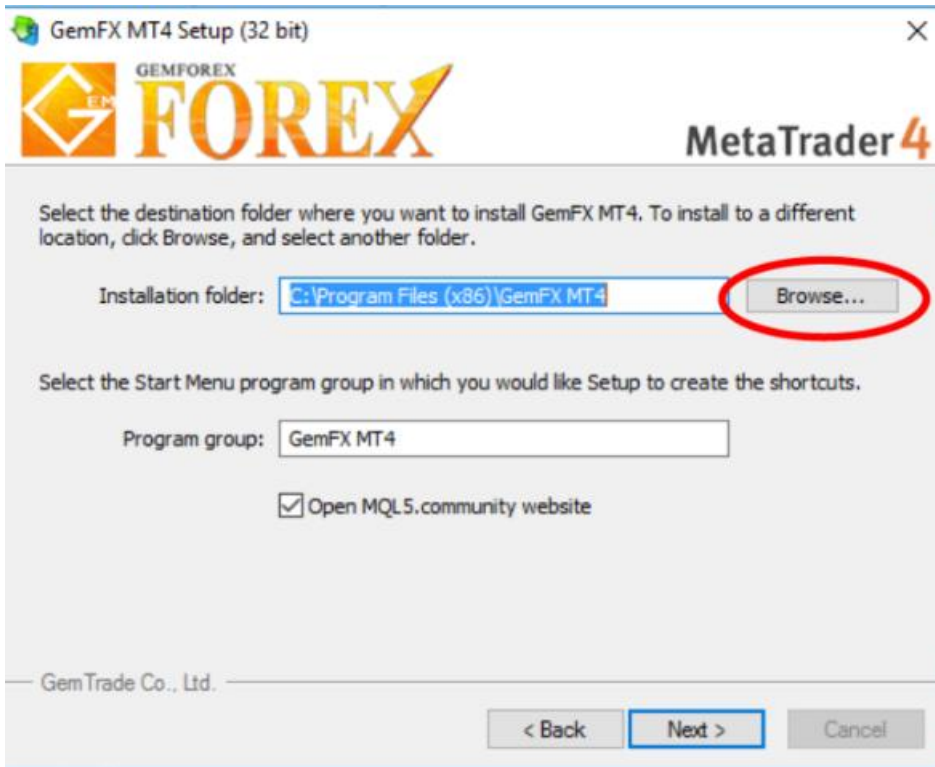 GemFX MT4 Setup (32 bit)
GEMFOREX
GEM
FOREX
MetaTrader 4
Select the destination folder where you want to install GemFX MT4. To install to a different
location, click Browse, and select another folder.
Installation folder: C:\Program Files (x86)\GemFX MT4 Browse...
Select the Start Menu program group in which you would like Setup to create the shortcuts.
Program group: GemFX MT4
Open MQL5.community website
GemTrade Co., Ltd.
< Back Next > Cancel